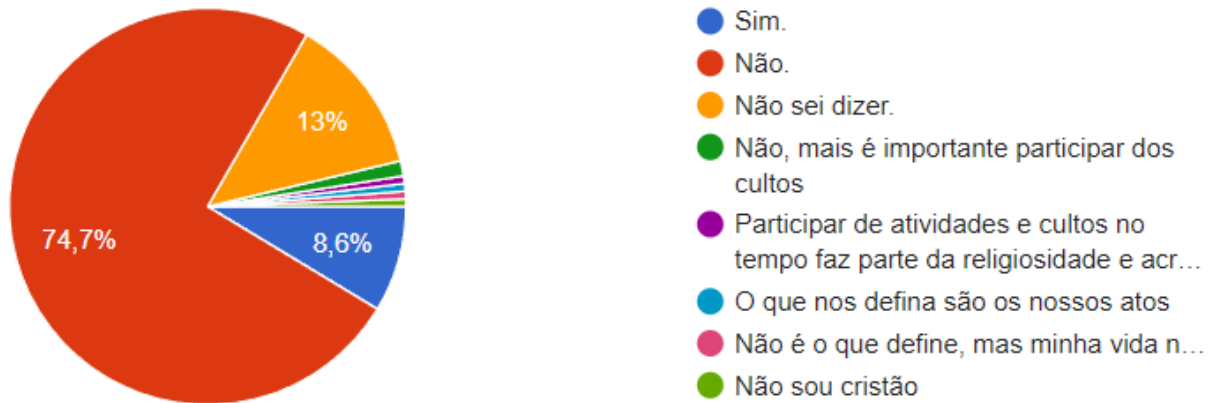 13%
74,7%
8,6%
Sim.
Não.
Não sei dizer.
Não, mais é importante participar dos
cultos
Participar de atividades e cultos no
tempo faz parte da religiosidade e acr...
O que nos defina são os nossos atos
Não é o que define, mas minha vida n...
Não sou cristão